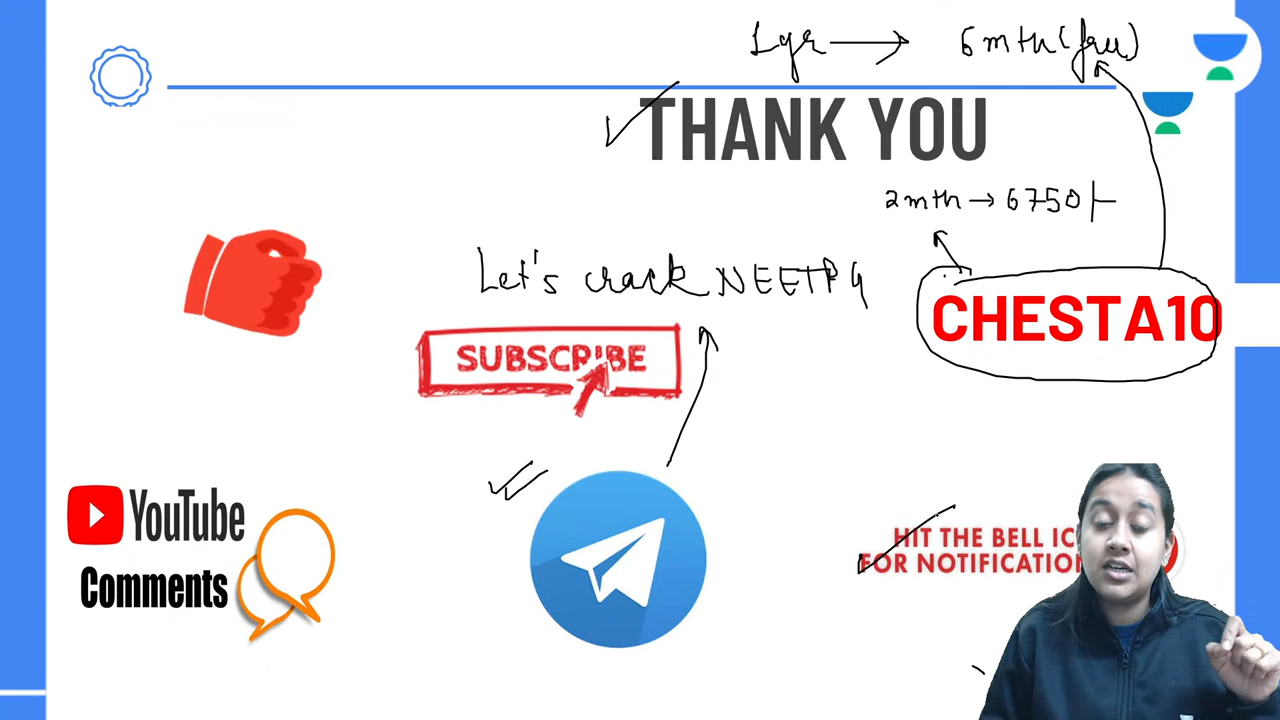 1yr → 6mth(free)
THANK YOU
2mth → 6750/-
Let's crack NEETPG
CHESTA10
SUBSCRIBE
YouTube
Comments
HIT THE BELL IC
FOR NOTIFICATION